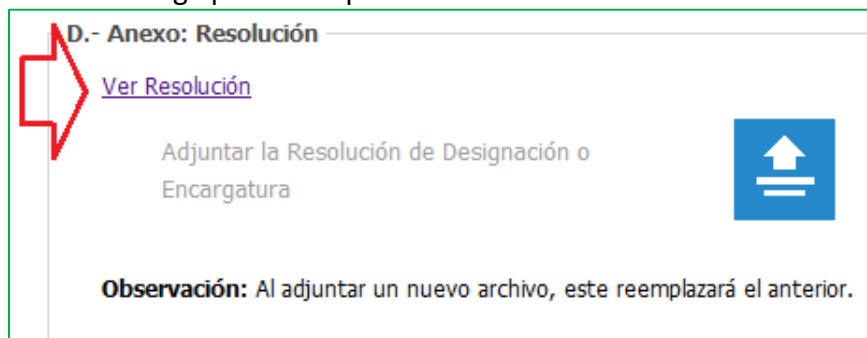 D.- Anexo: Resolución
Ver Resolución
Adjuntar la Resolución de Designación o
Encargatura
Observación: Al adjuntar un nuevo archivo, este reemplazará el anterior.